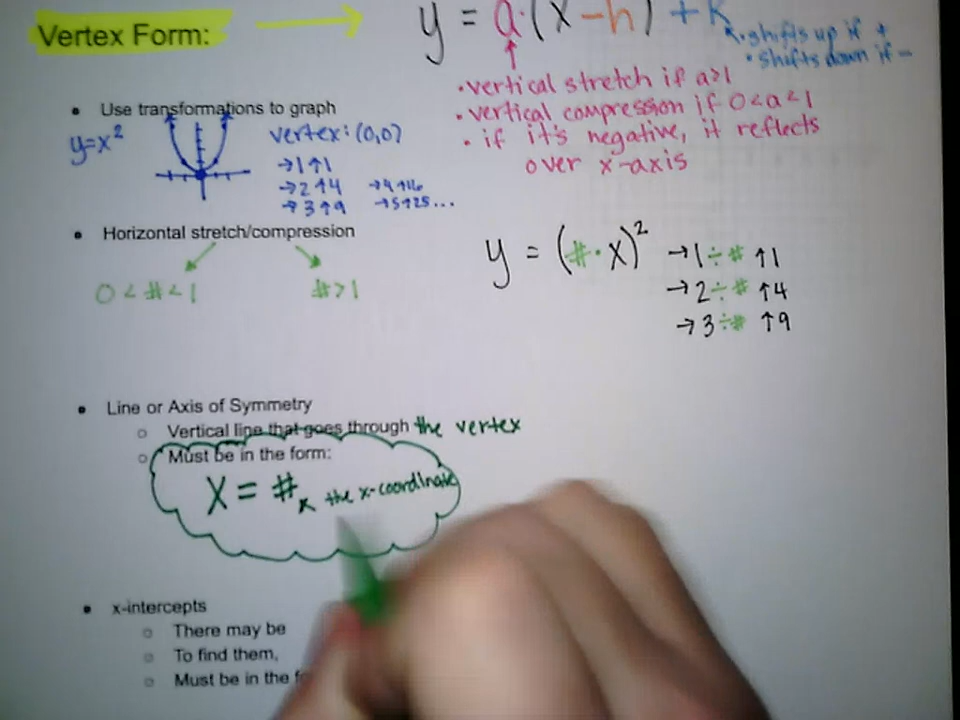 Vertex Form:
y = a·(x-h) + k
·shifts up if +
·shifts down if -
·vertical stretch if a>1
·vertical compression if 0<a<1
·if it's negative, it reflects
over x-axis
• Use transformations to graph
y=x²
vertex: (0,0)
→1↑1
→2↑4 →4↑16
→3↑9 →5↑25...
• Horizontal stretch/compression
0<#<1 #>1
y = (#·x)² →1÷# ↑1
→2÷# ↑4
→3÷# ↑9
• Line or Axis of Symmetry
○ Vertical line that goes through the vertex
○ Must be in the form:
X = # the x-coordinate
• x-intercepts
○ There may be
○ To find them,
○ Must be in the